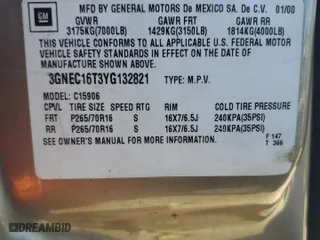 GM
MFD BY GENERAL MOTORS De MEXICO SA. De C.V. 01/00
GVWR GAWR FRT GAWR RR
3175KG(7000LB) 1429KG(3150LB) 1814KG(4000LB)
THIS VEHICLE CONFORMS TO ALL APPLICABLE U.S. FEDERAL
MOTOR VEHICLE SAFETY STANDARDS IN EFFECT ON THE DATE OF
MANUFACTURE SHOWN ABOVE.
3GNEC16T3YG132821 TYPE: M.P.V.
MODEL: C15906
CPL TIRE SIZE SPEED RTG RIM COLD TIRE PRESSURE
FRT P265/70R16 S 16X7/6.5J 240KPA(35PSI)
RR P265/70R16 S 16X7/6.5J 240KPA(35PSI)
SEE OWNER'S MANUAL FOR MORE INFORMATION.
F 147
T 366
DREAMBID